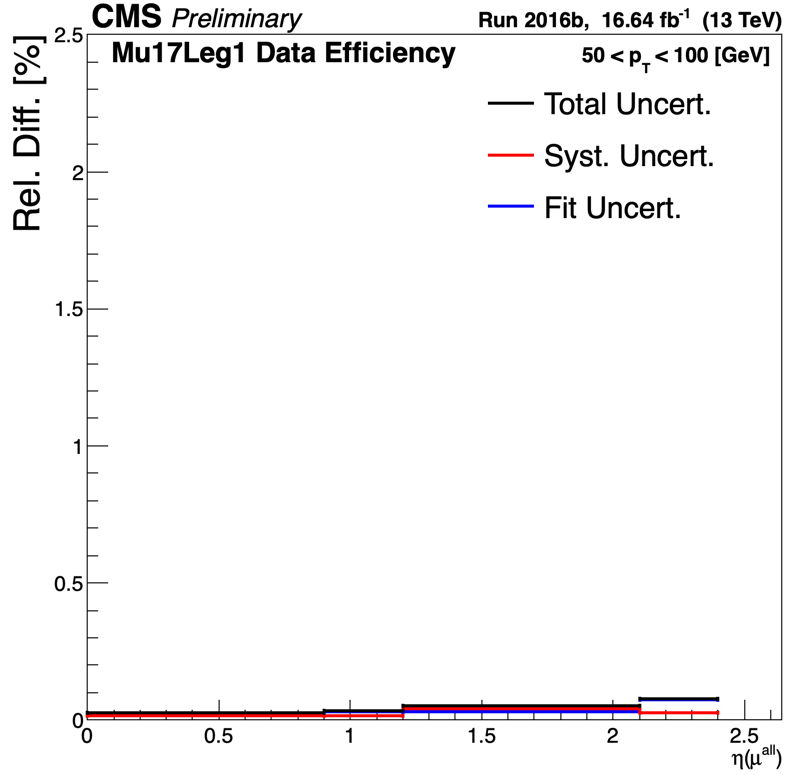 CMS Preliminary
Run 2016b, 16.64 fb⁻¹ (13 TeV)
Mu17Leg1 Data Efficiency
50 < p_T < 100 [GeV]
Total Uncert.
Syst. Uncert.
Fit Uncert.
Rel. Diff. [%]
2.5
2
1.5
1
0.5
0
0 0.5 1 1.5 2 2.5
η(μ^all)